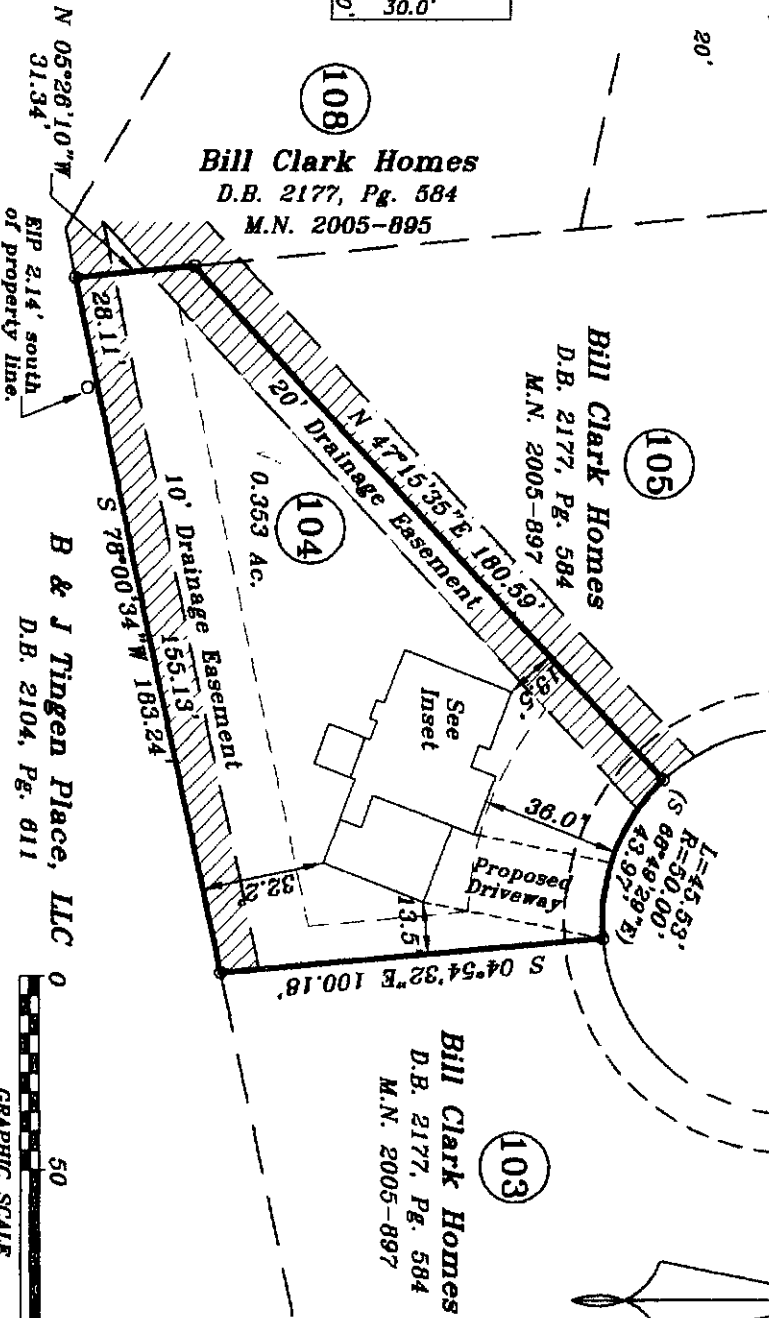 30.0'
20'
N 05°26'10"W
31.34'
108
Bill Clark Homes
D.B. 2177, Pg. 584
M.N. 2005-895
EIP 2.14' south
of property line.
105
Bill Clark Homes
D.B. 2177, Pg. 584
M.N. 2005-897
N 47°15'35"E 180.59'
20' Drainage Easement
28.11'
104
0.353 Ac.
10' Drainage Easement
155.13'
S 78°00'34"W 183.24'
See
Inset
36.0'
Proposed
Driveway
32.2'
13.5'
L=45.53'
R=50.00'
(S 68°49'29"E)
43.97'
S 04°54'32"E 100.18'
B & J Tingen Place, LLC
D.B. 2104, Pg. 611
103
Bill Clark Homes
D.B. 2177, Pg. 584
M.N. 2005-897
0
50
GRAPHIC SCALE